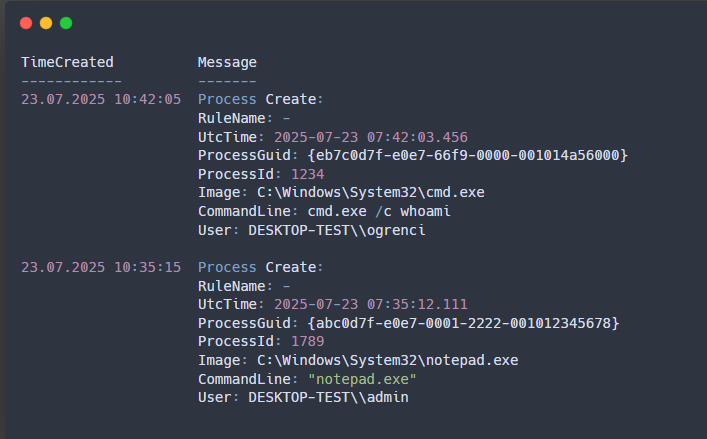 TimeCreated Message
------------ -------
23.07.2025 10:42:05 Process Create:
RuleName: -
UtcTime: 2025-07-23 07:42:03.456
ProcessGuid: {eb7c0d7f-e0e7-66f9-0000-001014a56000}
ProcessId: 1234
Image: C:\Windows\System32\cmd.exe
CommandLine: cmd.exe /c whoami
User: DESKTOP-TEST\\ogrenci
23.07.2025 10:35:15 Process Create:
RuleName: -
UtcTime: 2025-07-23 07:35:12.111
ProcessGuid: {abc0d7f-e0e7-0001-2222-001012345678}
ProcessId: 1789
Image: C:\Windows\System32\notepad.exe
CommandLine: "notepad.exe"
User: DESKTOP-TEST\\admin